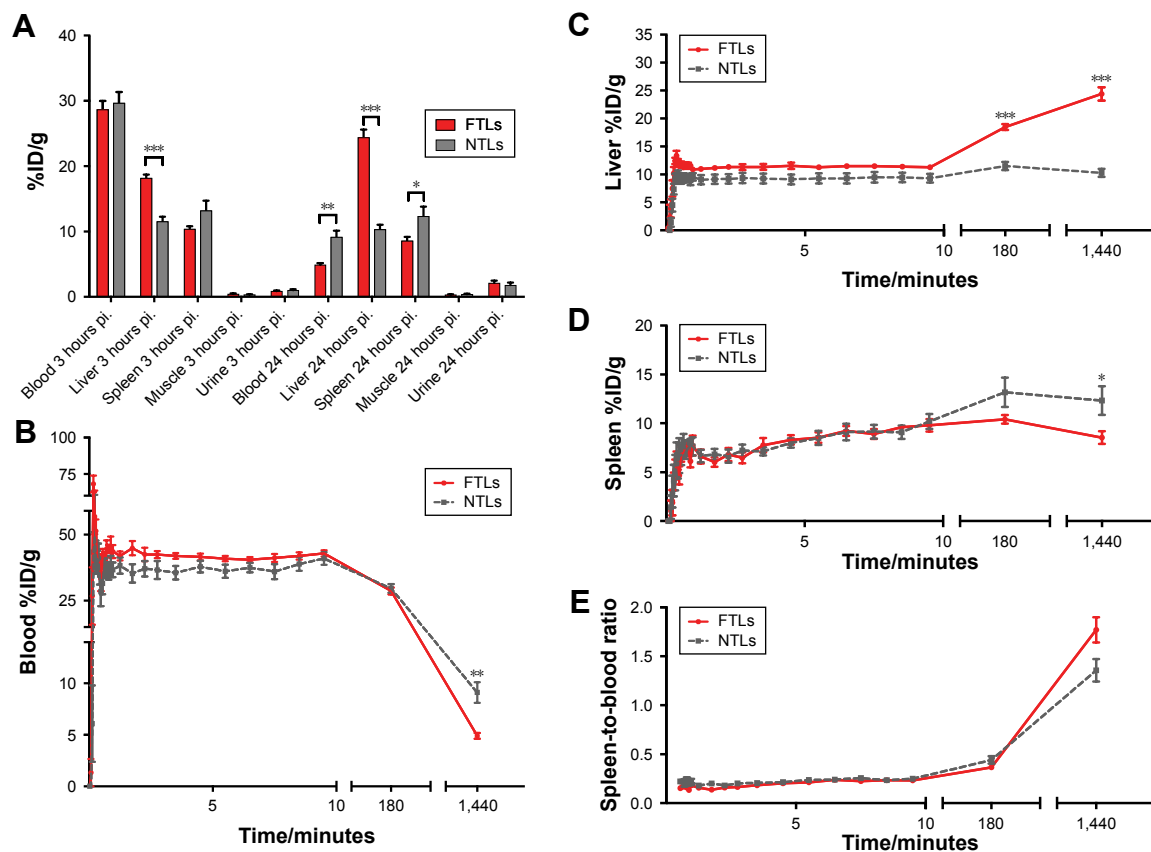 A
40
30
20
10
0
%ID/g
***
**
***
*
FTLs
NTLs
Blood 3 hours pi.
Liver 3 hours pi.
Spleen 3 hours pi.
Muscle 3 hours pi.
Urine 3 hours pi.
Blood 24 hours pi.
Liver 24 hours pi.
Spleen 24 hours pi.
Muscle 24 hours pi.
Urine 24 hours pi.
B
100
75
50
25
10
5
0
Blood %ID/g
FTLs
NTLs
**
5 10 180 1,440
Time/minutes
C
35
30
25
20
15
10
5
0
Liver %ID/g
FTLs
NTLs
***
***
5 10 180 1,440
Time/minutes
D
20
15
10
5
0
Spleen %ID/g
FTLs
NTLs
*
5 10 180 1,440
Time/minutes
E
2.0
1.5
1.0
0.5
0.0
Spleen-to-blood ratio
FTLs
NTLs
5 10 180 1,440
Time/minutes